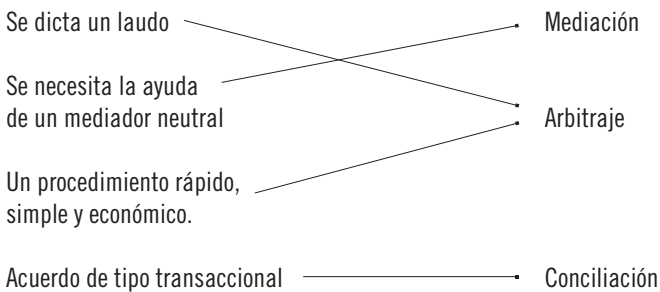 Se dicta un laudo
Mediación
Se necesita la ayuda
de un mediador neutral
Arbitraje
Un procedimiento rápido,
simple y económico.
Acuerdo de tipo transaccional
Conciliación